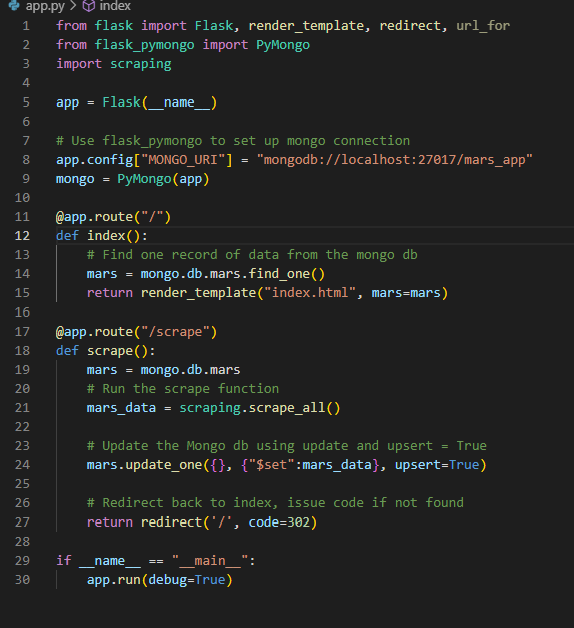 app.py > index
1 from flask import Flask, render_template, redirect, url_for
2 from flask_pymongo import PyMongo
3 import scraping
4
5 app = Flask(__name__)
6
7 # Use flask_pymongo to set up mongo connection
8 app.config["MONGO_URI"] = "mongodb://localhost:27017/mars_app"
9 mongo = PyMongo(app)
10
11 @app.route("/")
12 def index():
13     # Find one record of data from the mongo db
14     mars = mongo.db.mars.find_one()
15     return render_template("index.html", mars=mars)
16
17 @app.route("/scrape")
18 def scrape():
19     mars = mongo.db.mars
20     # Run the scrape function
21     mars_data = scraping.scrape_all()
22
23     # Update the Mongo db using update and upsert = True
24     mars.update_one({}, {"$set":mars_data}, upsert=True)
25
26     # Redirect back to index, issue code if not found
27     return redirect('/', code=302)
28
29 if __name__ == "__main__":
30     app.run(debug=True)